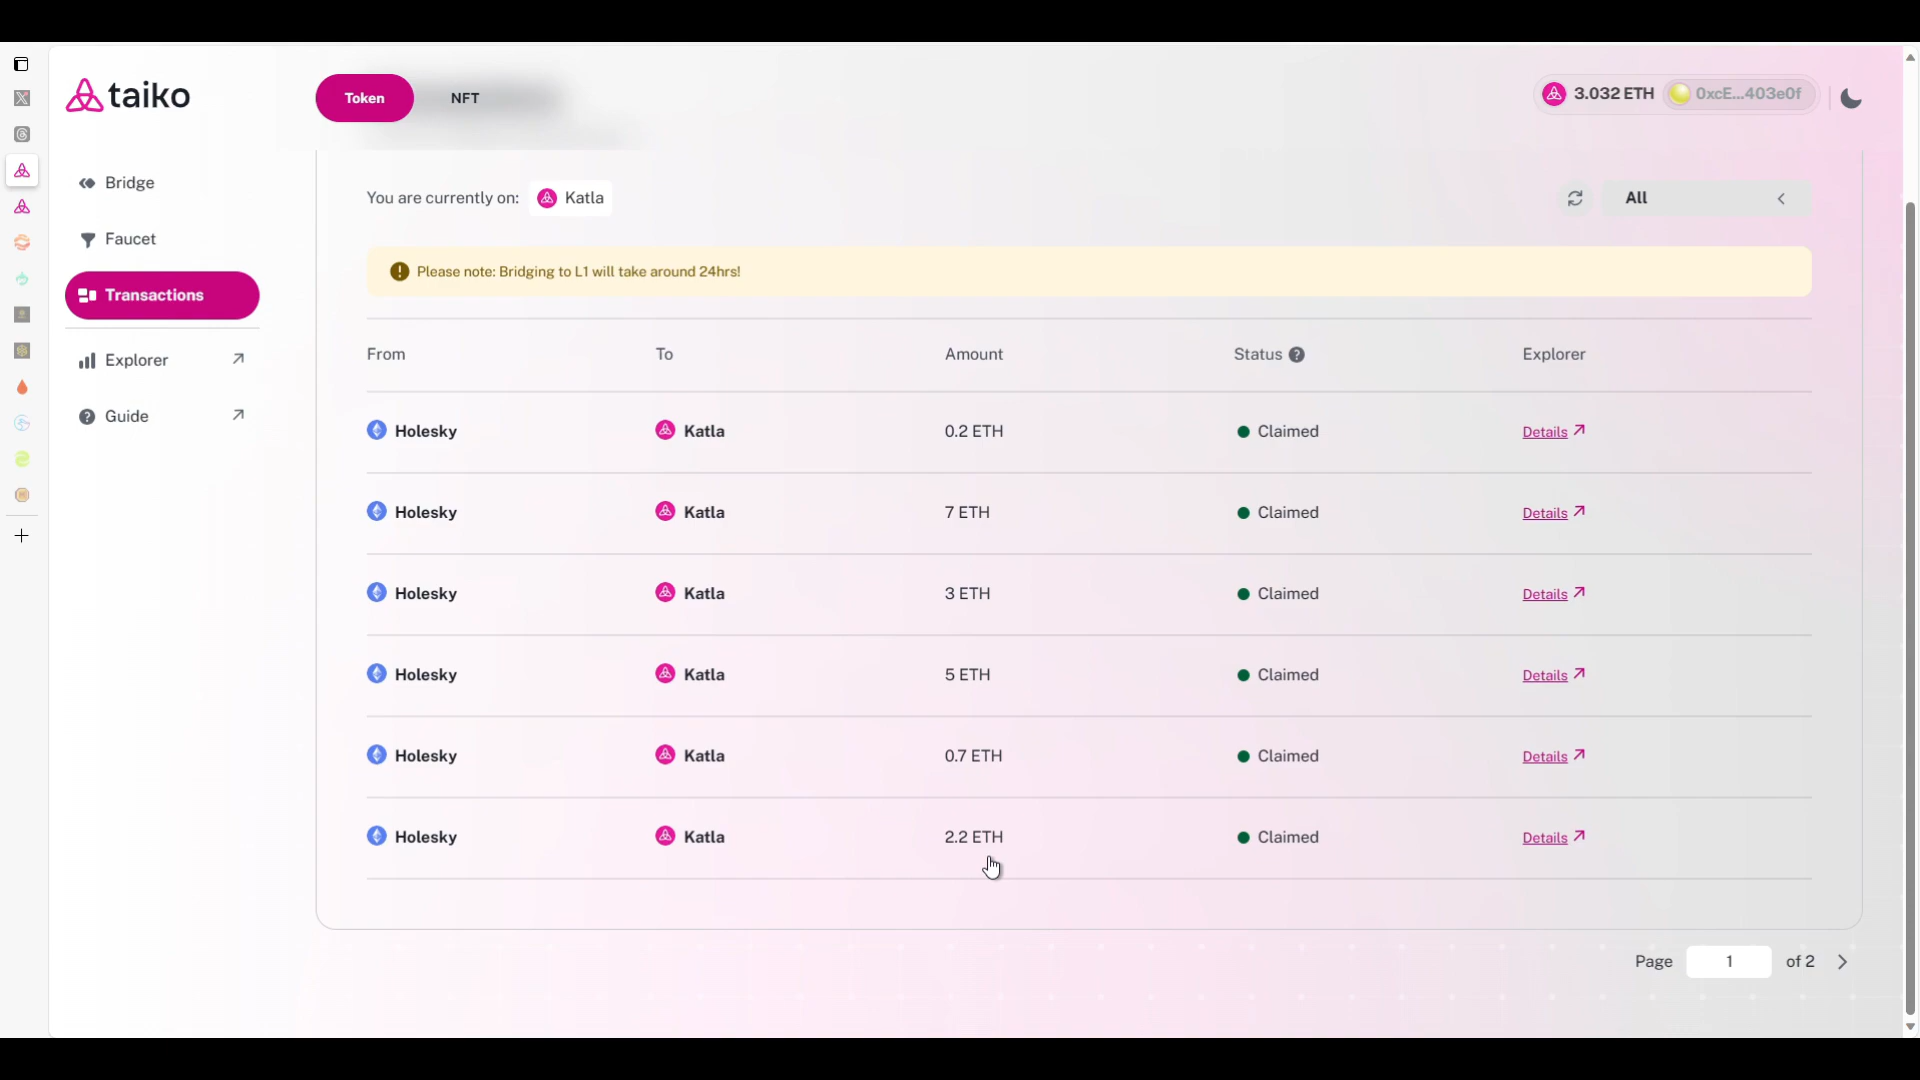 taiko
Token
NFT
3.032 ETH
0xcE...403e0f
Bridge
Faucet
Transactions
Explorer
Guide
You are currently on: Katla
All
Please note: Bridging to L1 will take around 24hrs!
From To Amount Status Explorer
Holesky Katla 0.2 ETH Claimed Details
Holesky Katla 7 ETH Claimed Details
Holesky Katla 3 ETH Claimed Details
Holesky Katla 5 ETH Claimed Details
Holesky Katla 0.7 ETH Claimed Details
Holesky Katla 2.2 ETH Claimed Details
Page 1 of 2